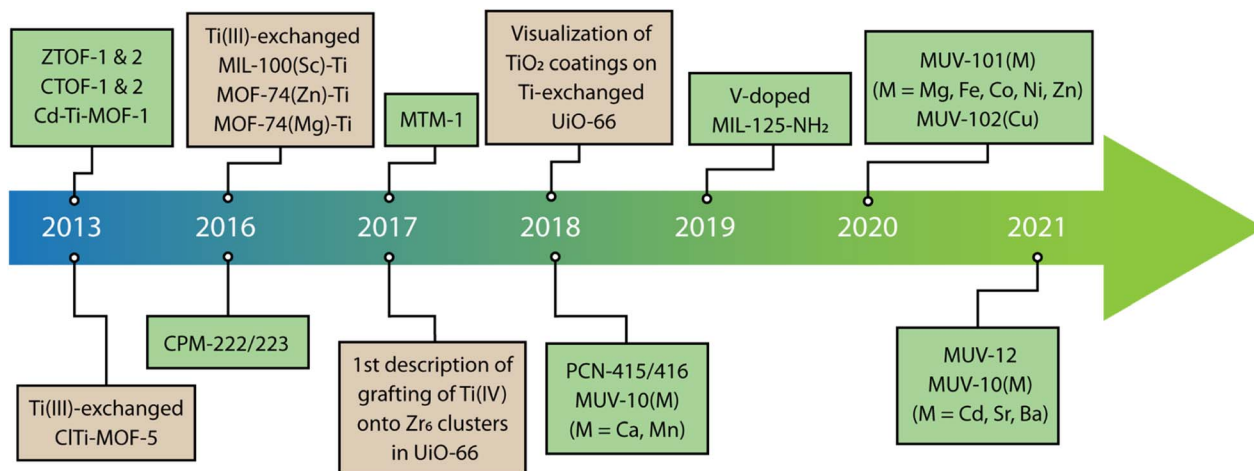 ZTOF-1 & 2
CTOF-1 & 2
Cd-Ti-MOF-1
Ti(III)-exchanged
MIL-100(Sc)-Ti
MOF-74(Zn)-Ti
MOF-74(Mg)-Ti
MTM-1
Visualization of
TiO₂ coatings on
Ti-exchanged
UiO-66
V-doped
MIL-125-NH₂
MUV-101(M)
(M = Mg, Fe, Co, Ni, Zn)
MUV-102(Cu)
2013 2016 2017 2018 2019 2020 2021
Ti(III)-exchanged
ClTi-MOF-5
CPM-222/223
1st description of
grafting of Ti(IV)
onto Zr₆ clusters
in UiO-66
PCN-415/416
MUV-10(M)
(M = Ca, Mn)
MUV-12
MUV-10(M)
(M = Cd, Sr, Ba)